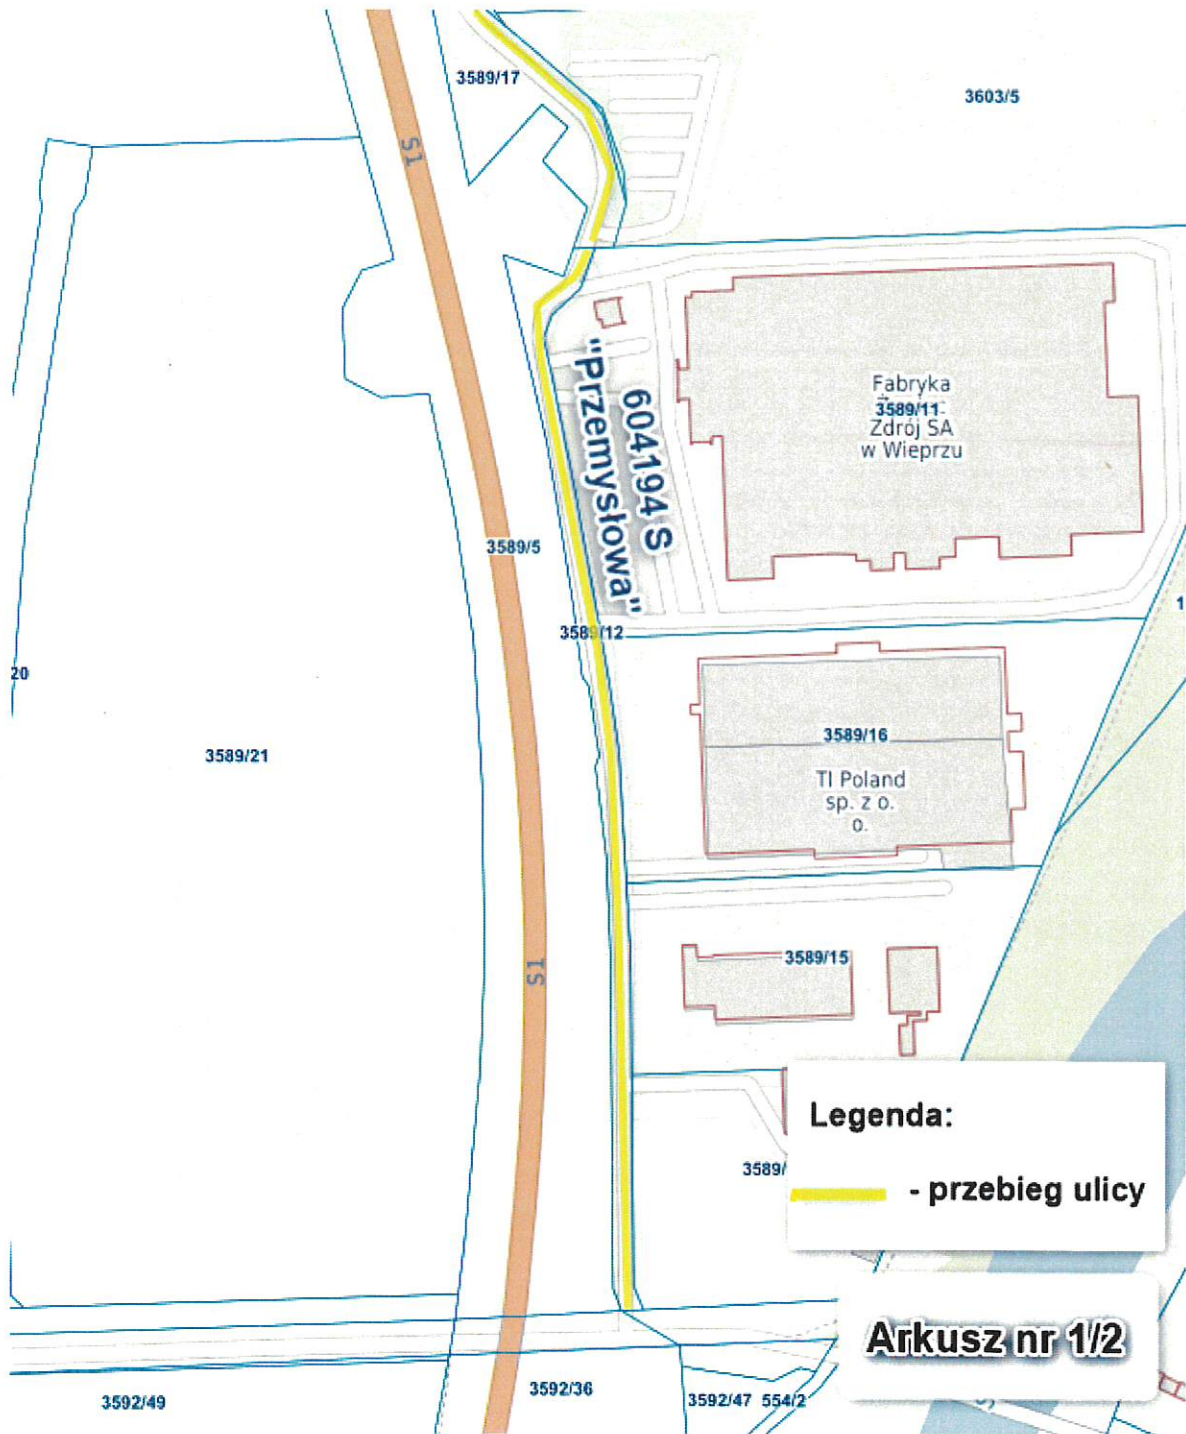 3589/17
3603/5
S1
Fabryka
3589/11
Zdrój SA
w Wieprzu
604194 S
"Przemysłowa"
3589/5
3589/12
20
3589/21
3589/16
TI Poland
sp. z o.
o.
S1
3589/15
Legenda:
3589/
- przebieg ulicy
Arkusz nr 1/2
3592/49
3592/36
3592/47
554/2